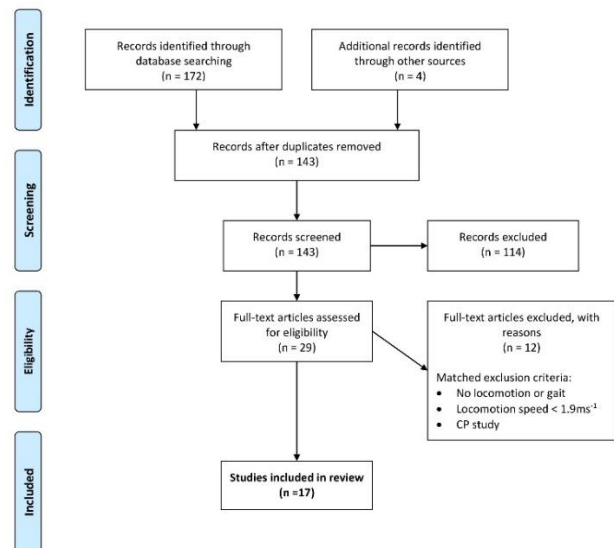 Identification
Records identified through
database searching
(n = 172)
Additional records identified
through other sources
(n = 4)
Records after duplicates removed
(n = 143)
Screening
Records screened
(n = 143)
Records excluded
(n = 114)
Eligibility
Full-text articles assessed
for eligibility
(n = 29)
Full-text articles excluded, with
reasons
(n = 12)
Matched exclusion criteria:
• No locomotion or gait
• Locomotion speed < 1.9ms⁻¹
• CP study
Included
Studies included in review
(n =17)